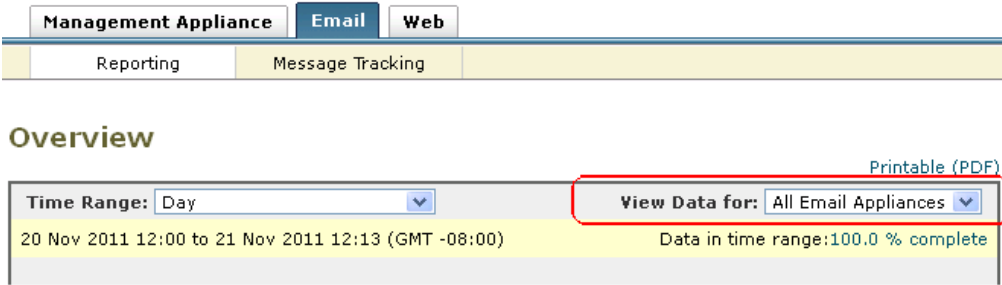 Management Appliance Email Web
Reporting Message Tracking
Overview
Printable (PDF)
Time Range: Day View Data for: All Email Appliances
20 Nov 2011 12:00 to 21 Nov 2011 12:13 (GMT -08:00) Data in time range:100.0 % complete